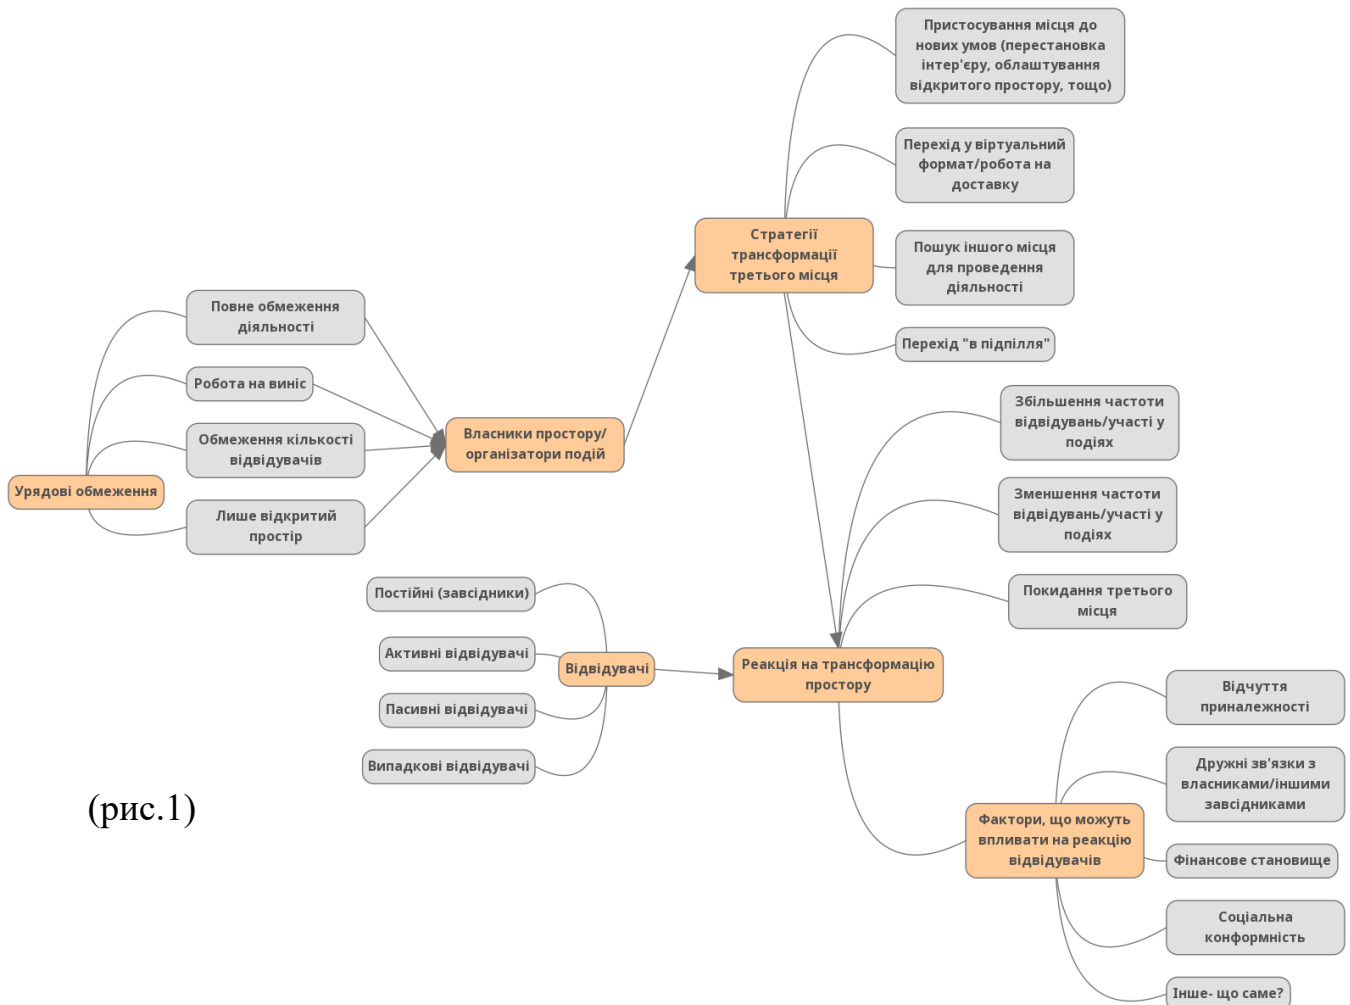 Пристосування місця до
нових умов (перестановка
інтер'єру, облаштування
відкритого простору, тощо)
Перехід у віртуальний
формат/робота на
доставку
Стратегії
трансформації
третього місця
Пошук іншого місця
для проведення
діяльності
Перехід "в підпілля"
Повне обмеження
діяльності
Робота на виніс
Обмеження кількості
відвідувачів
Лише відкритий
простір
Урядові обмеження
Власники простору/
організатори подій
Збільшення частоти
відвідувань/участі у
подіях
Зменшення частоти
відвідувань/участі у
подіях
Покидання третього
місця
Постійні (завсідники)
Активні відвідувачі
Пасивні відвідувачі
Випадкові відвідувачі
Відвідувачі
Реакція на трансформацію
простору
Відчуття
приналежності
Дружні зв'язки з
власниками/іншими
завсідниками
Фактори, що можуть
впливати на реакцію
відвідувачів
Фінансове становище
Соціальна
конформність
Інше- що саме?
(рис.1)